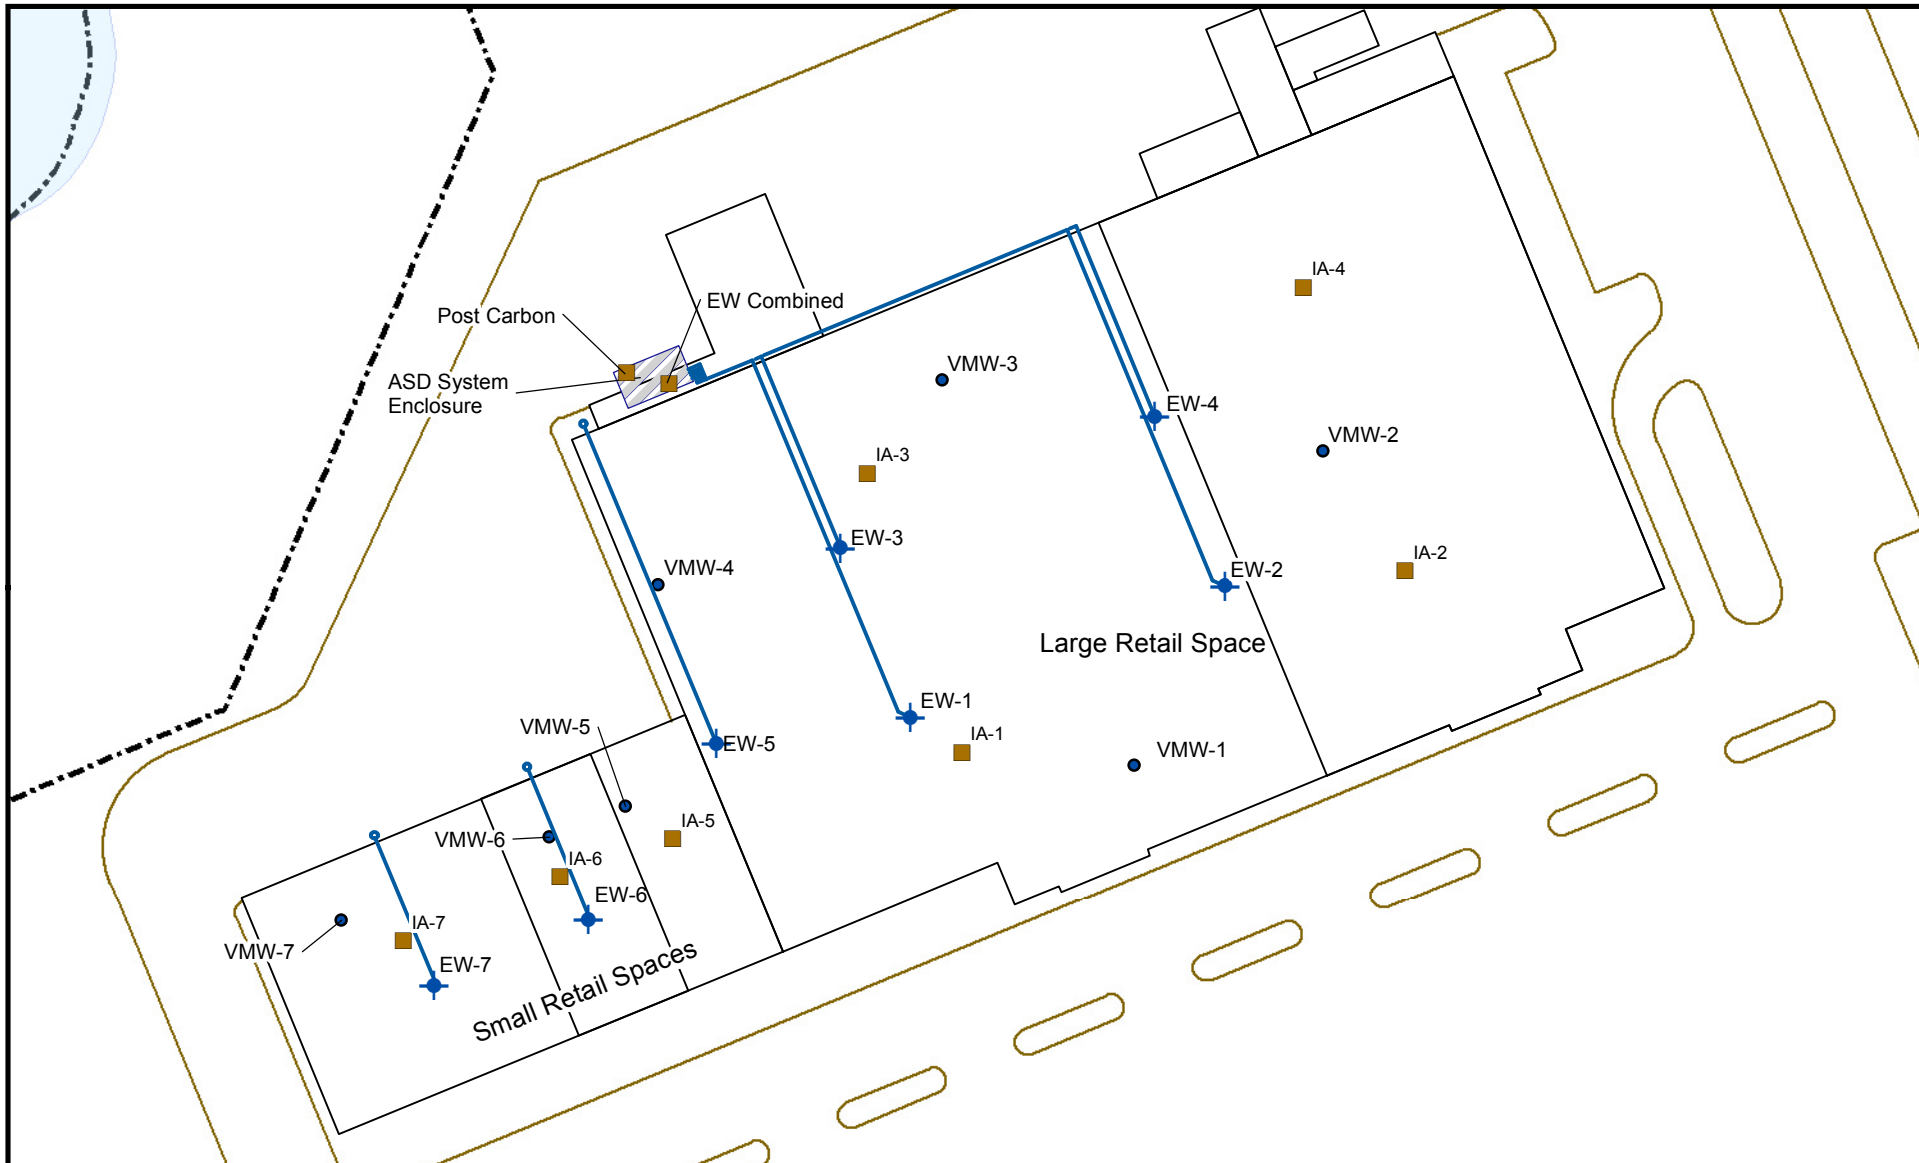 IA-4
EW Combined
Post Carbon
VMW-3
ASD System
Enclosure
EW-4
VMW-2
IA-3
EW-3
IA-2
VMW-4
EW-2
Large Retail Space
EW-1
VMW-5
IA-1
EW-5
VMW-1
IA-5
VMW-6
IA-6
EW-6
IA-7
VMW-7
EW-7
Small Retail Spaces